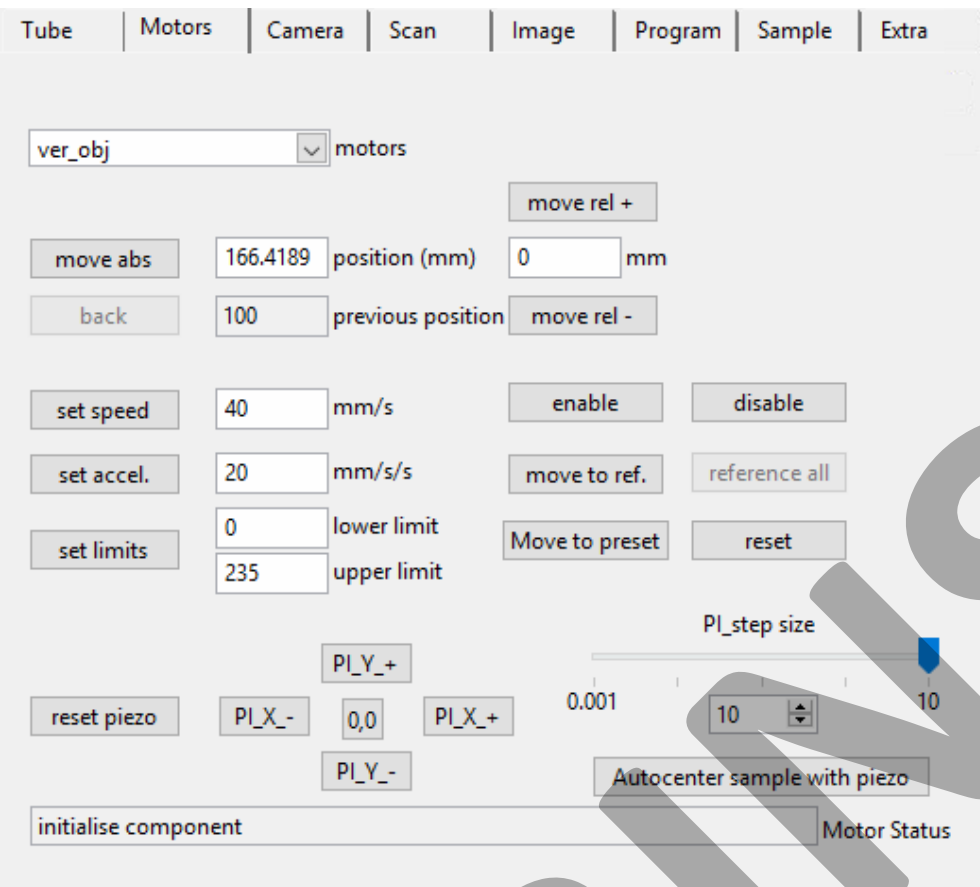 Tube Motors Camera Scan Image Program Sample Extra
ver_obj motors
move rel +
move abs 166.4189 position (mm) 0 mm
back 100 previous position move rel -
set speed 40 mm/s enable disable
set accel. 20 mm/s/s move to ref. reference all
0 lower limit
set limits Move to preset reset
235 upper limit
PI_step size
PI_Y_+
0.001 10
reset piezo PI_X_- 0,0 PI_X_+ 10
PI_Y_- Autocenter sample with piezo
initialise component Motor Status